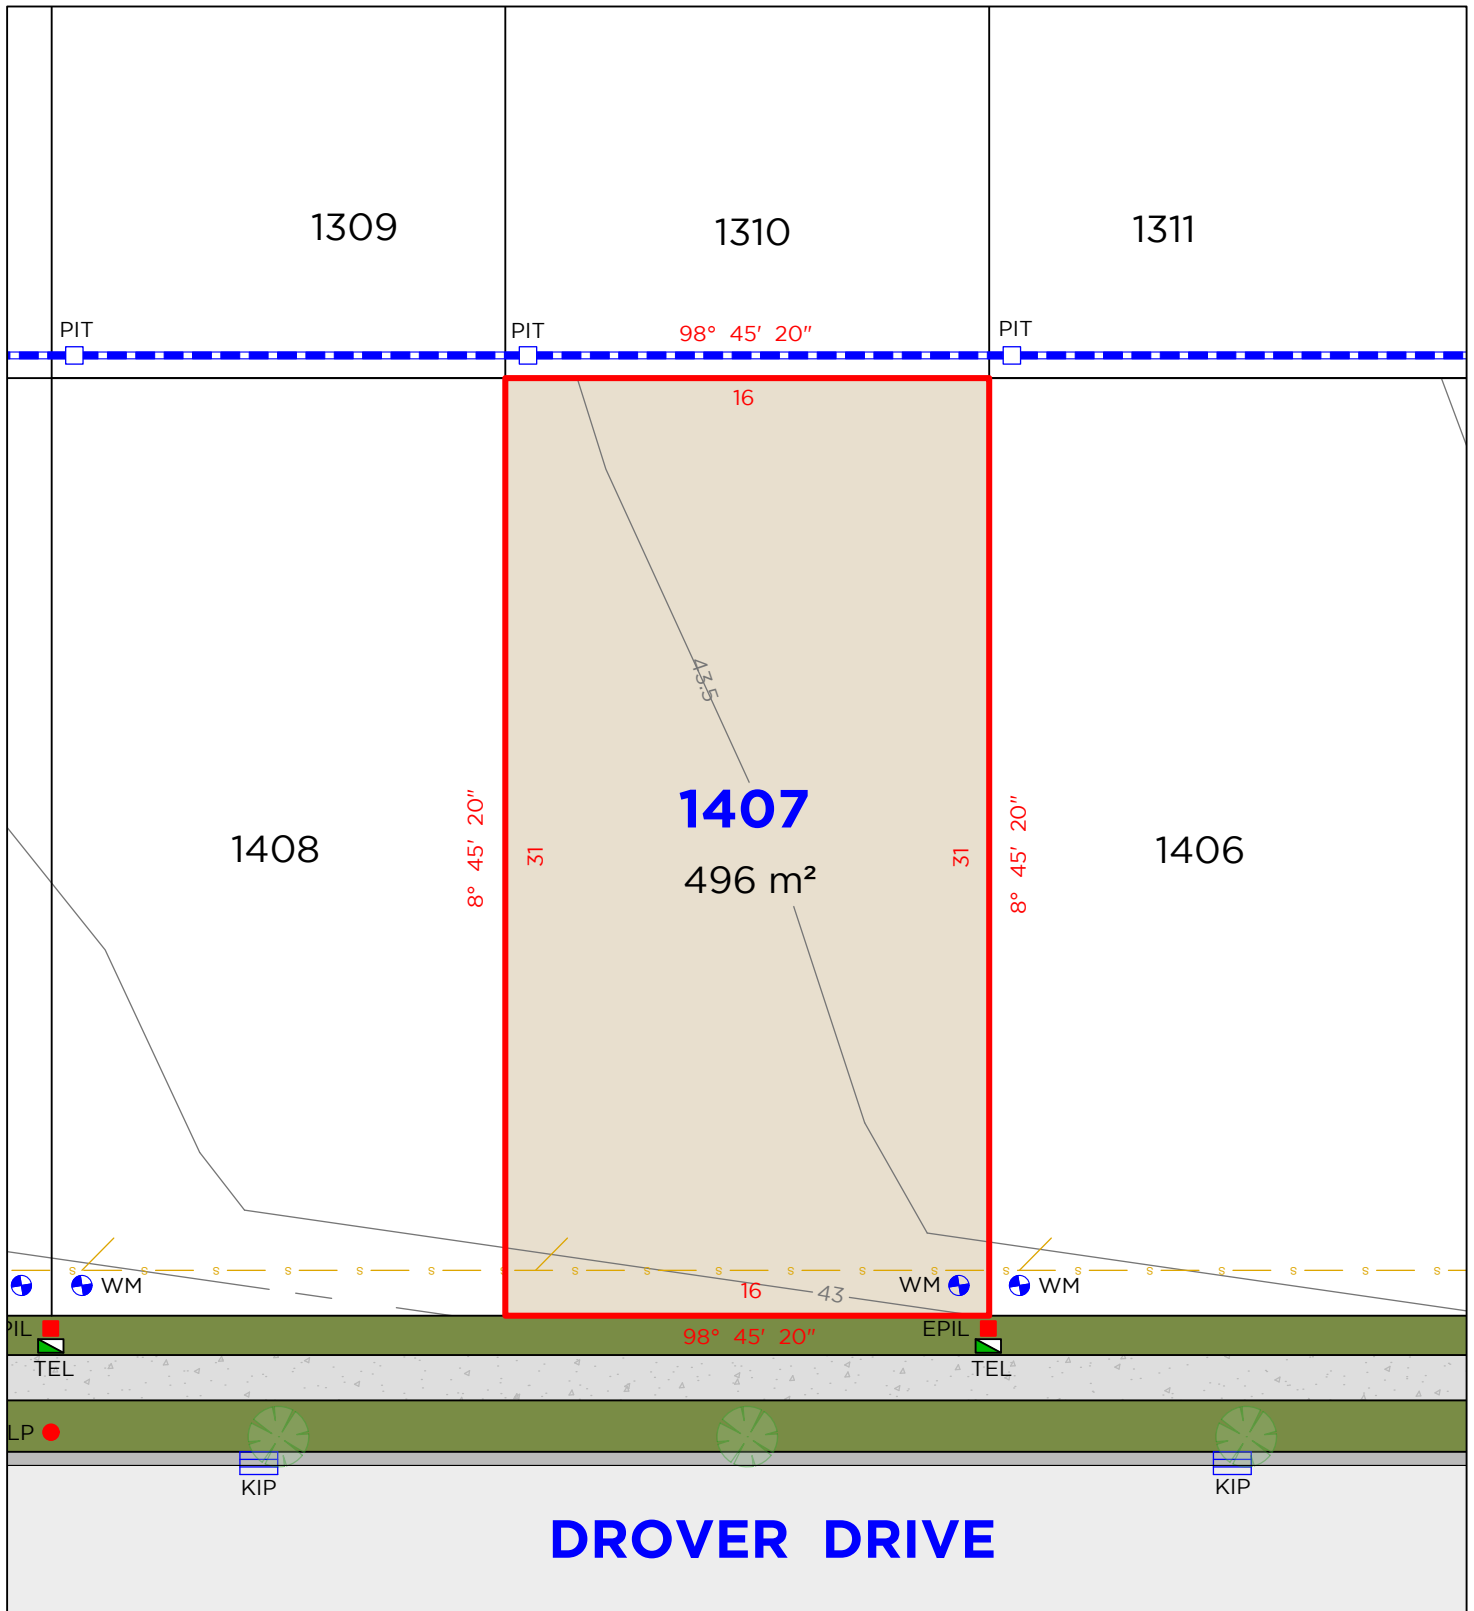 1309
1310
1311
PIT
PIT
98° 45' 20"
PIT
16
43.5
1407
496 m²
1408
1406
8° 45' 20"
31
31
8° 45' 20"
S S S S S S S S S S S S S S S S S S S S
WM
16
43
WM
WM
PIL
98° 45' 20"
EPIL
TEL
TEL
LP
KIP
KIP
DROVER DRIVE